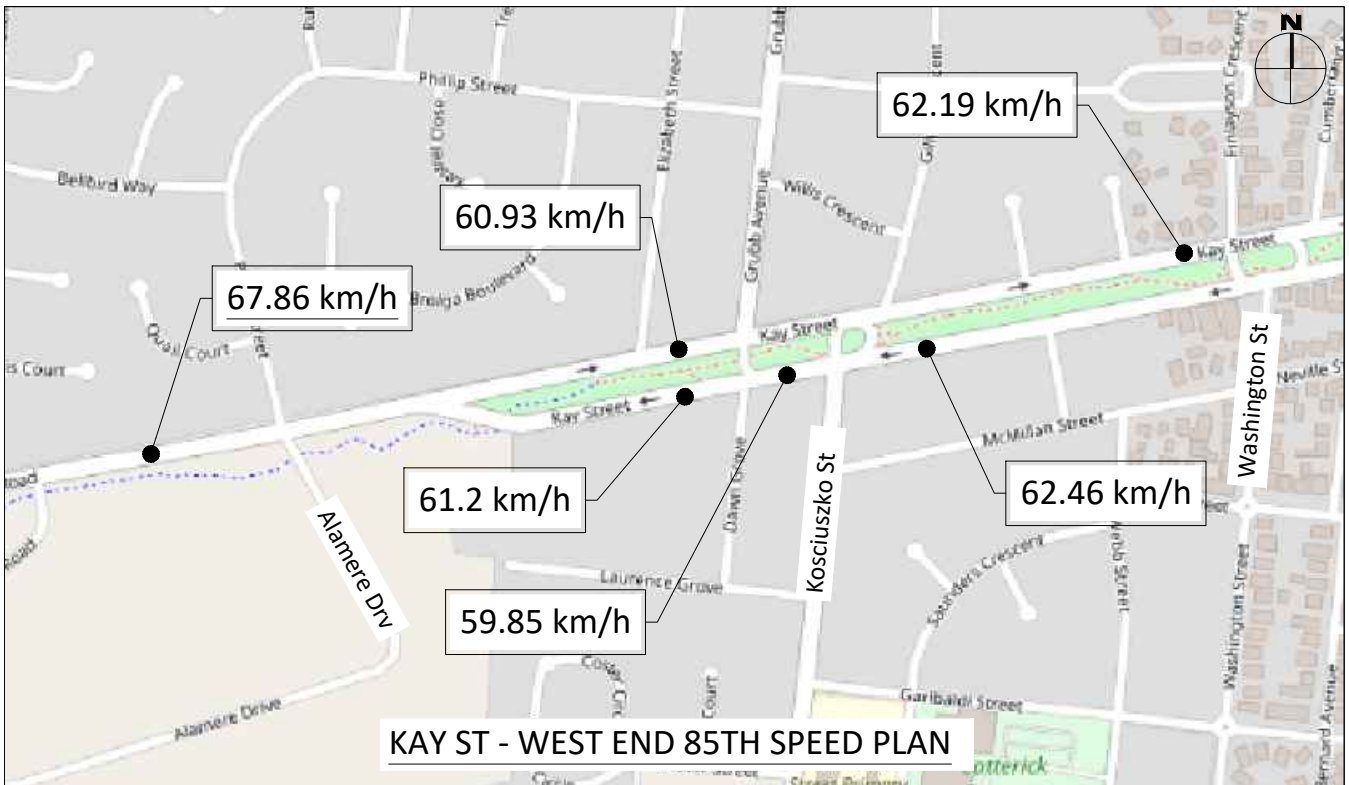 N
Phillip Street
Elizabeth Street
Grubb Avenue
Finlayson Crescent
62.19 km/h
Bellbird Way
Willis Crescent
60.93 km/h
Kay Street
67.86 km/h
Brolga Boulevard
Quail Court
Kay Street
Kay Street
Washington St
Neville S
McMillan Street
61.2 km/h
Dawn Grove
Kosciuszko St
62.46 km/h
Alamere Drv
Laurence Grove
Saunders Crescent
Webb Street
59.85 km/h
Washington Street
Garibaldi Street
Court
Alamere Drive
Bernard Avenue
KAY ST - WEST END 85TH SPEED PLAN